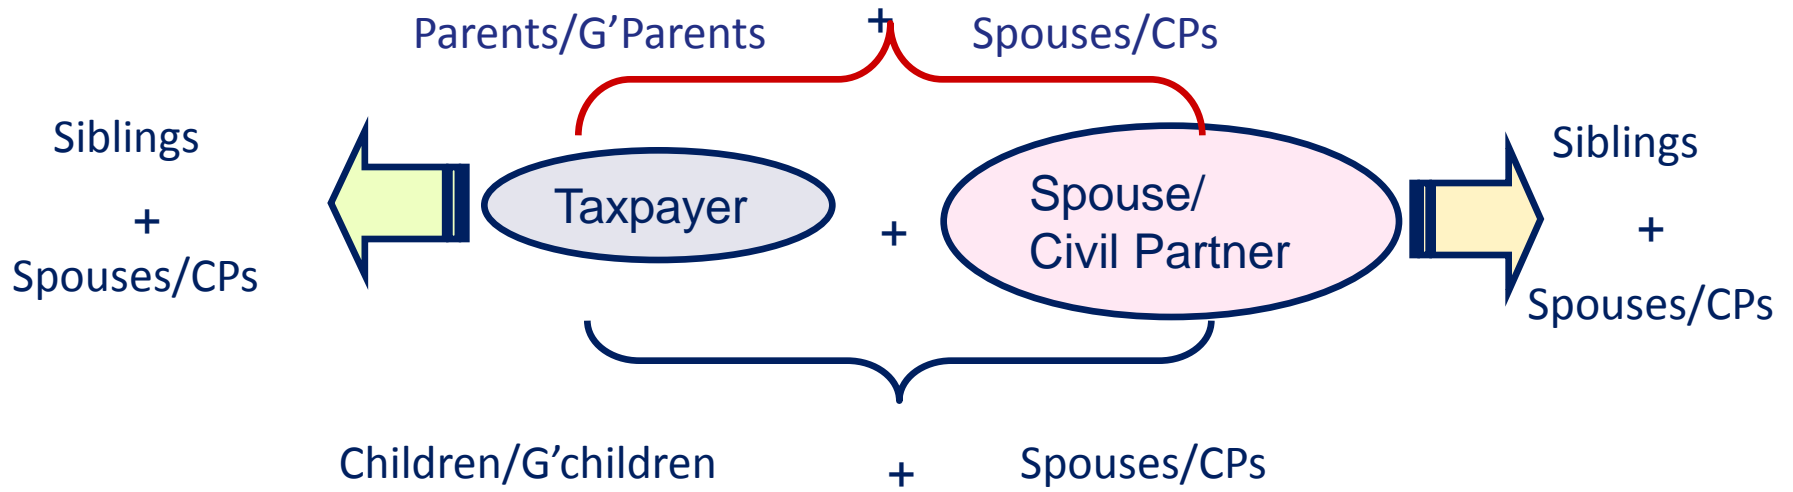 Parents/G’Parents + Spouses/CPs
Siblings
+
Spouses/CPs
Taxpayer
+
Spouse/
Civil Partner
Siblings
+
Spouses/CPs
Children/G’children + Spouses/CPs